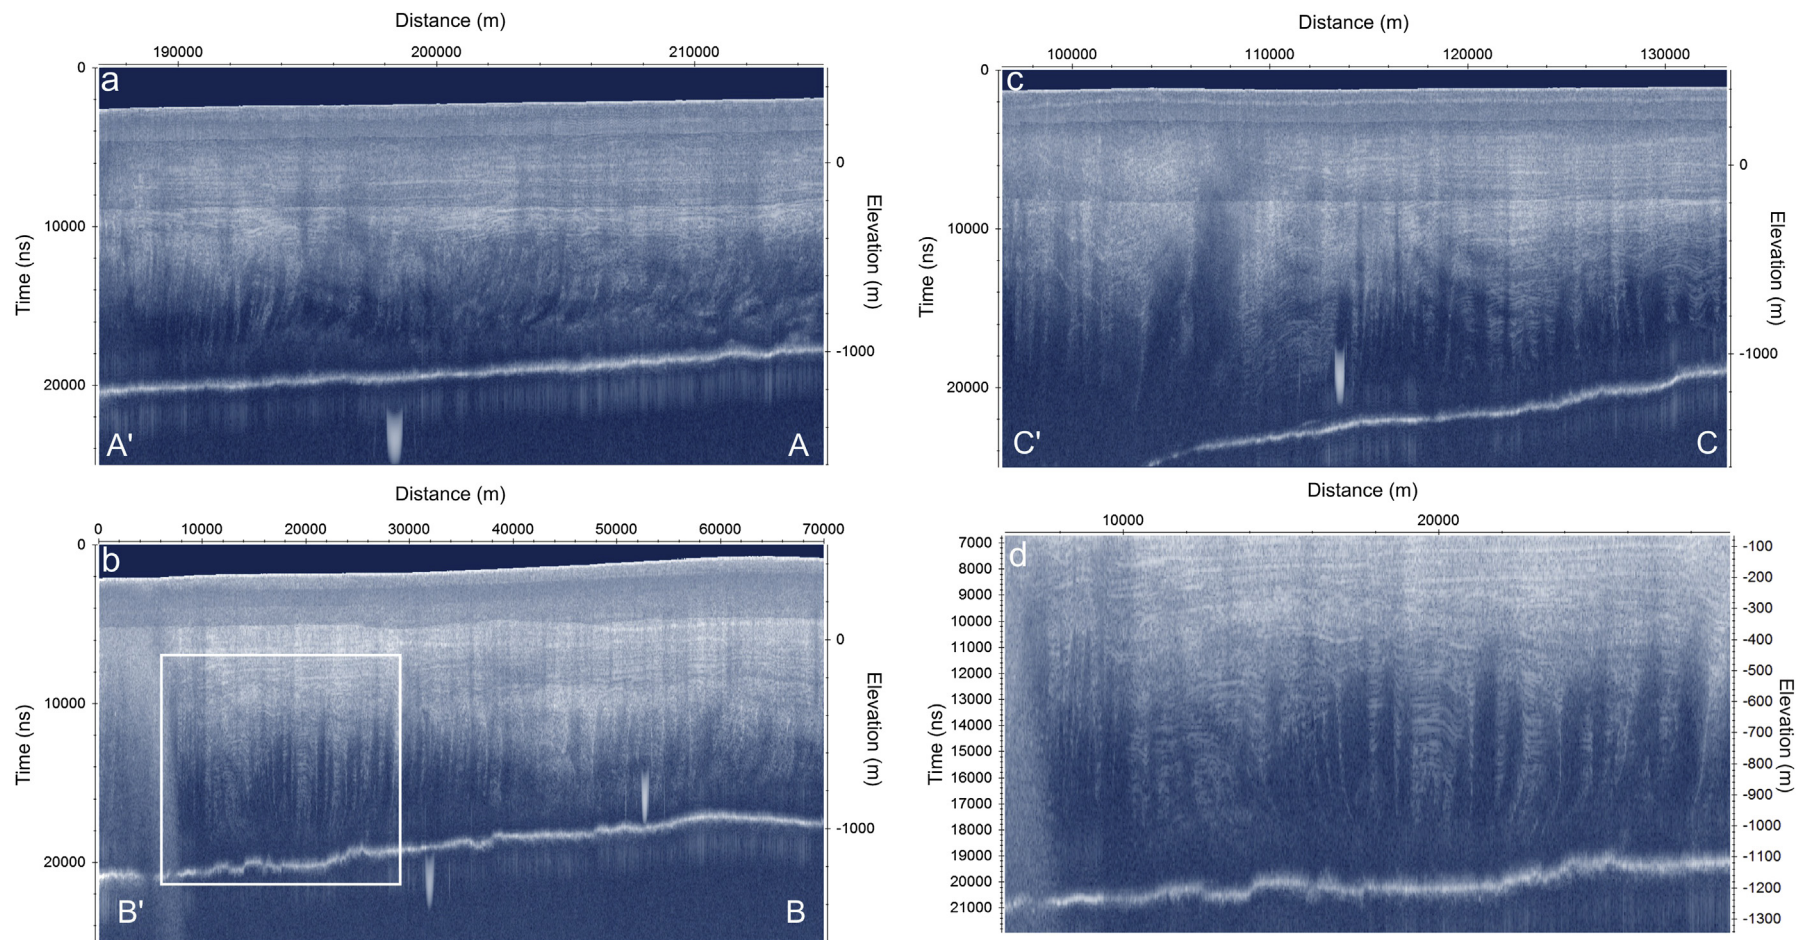 Distance (m)
190000 200000 210000
0
10000
20000
Time (ns)
0
-1000
Elevation (m)
a
A' A
Distance (m)
100000 110000 120000 130000
0
10000
20000
Time (ns)
0
-1000
Elevation (m)
c
C' C
Distance (m)
0 10000 20000 30000 40000 50000 60000 70000
0
10000
20000
Time (ns)
0
-1000
Elevation (m)
b
B' B
Distance (m)
10000 20000
7000
8000
9000
10000
11000
12000
13000
14000
15000
16000
17000
18000
19000
20000
21000
Time (ns)
-100
-200
-300
-400
-500
-600
-700
-800
-900
-1000
-1100
-1200
-1300
Elevation (m)
d